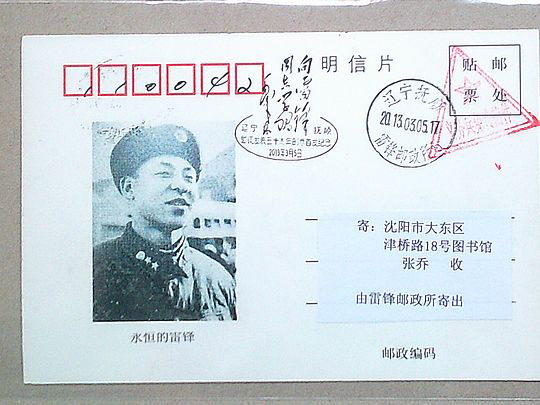 110042
向雷锋
同志学习
毛泽东
明信片
贴 邮
票 处
辽宁抚顺
20.13.03.05.17
雷锋邮政所
辽宁 抚顺
2013年3月5日
寄:沈阳市大东区
津桥路18号图书馆
张乔 收
由雷锋邮政所寄出
永恒的雷锋
邮政编码